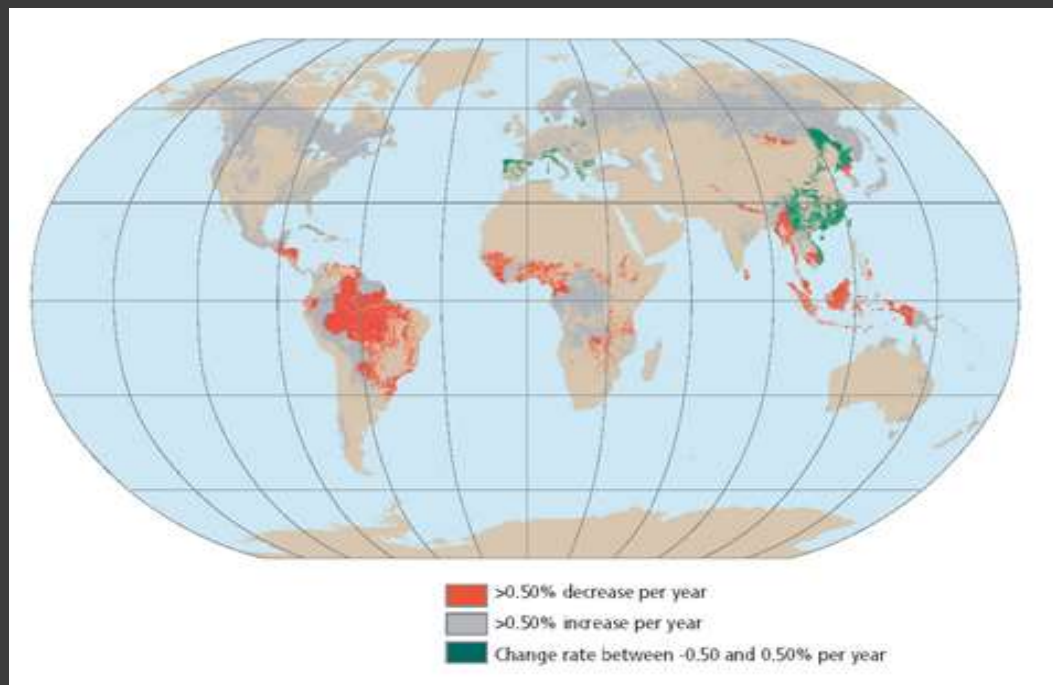 >0.50% decrease per year
>0.50% increase per year
Change rate between -0.50 and 0.50% per year